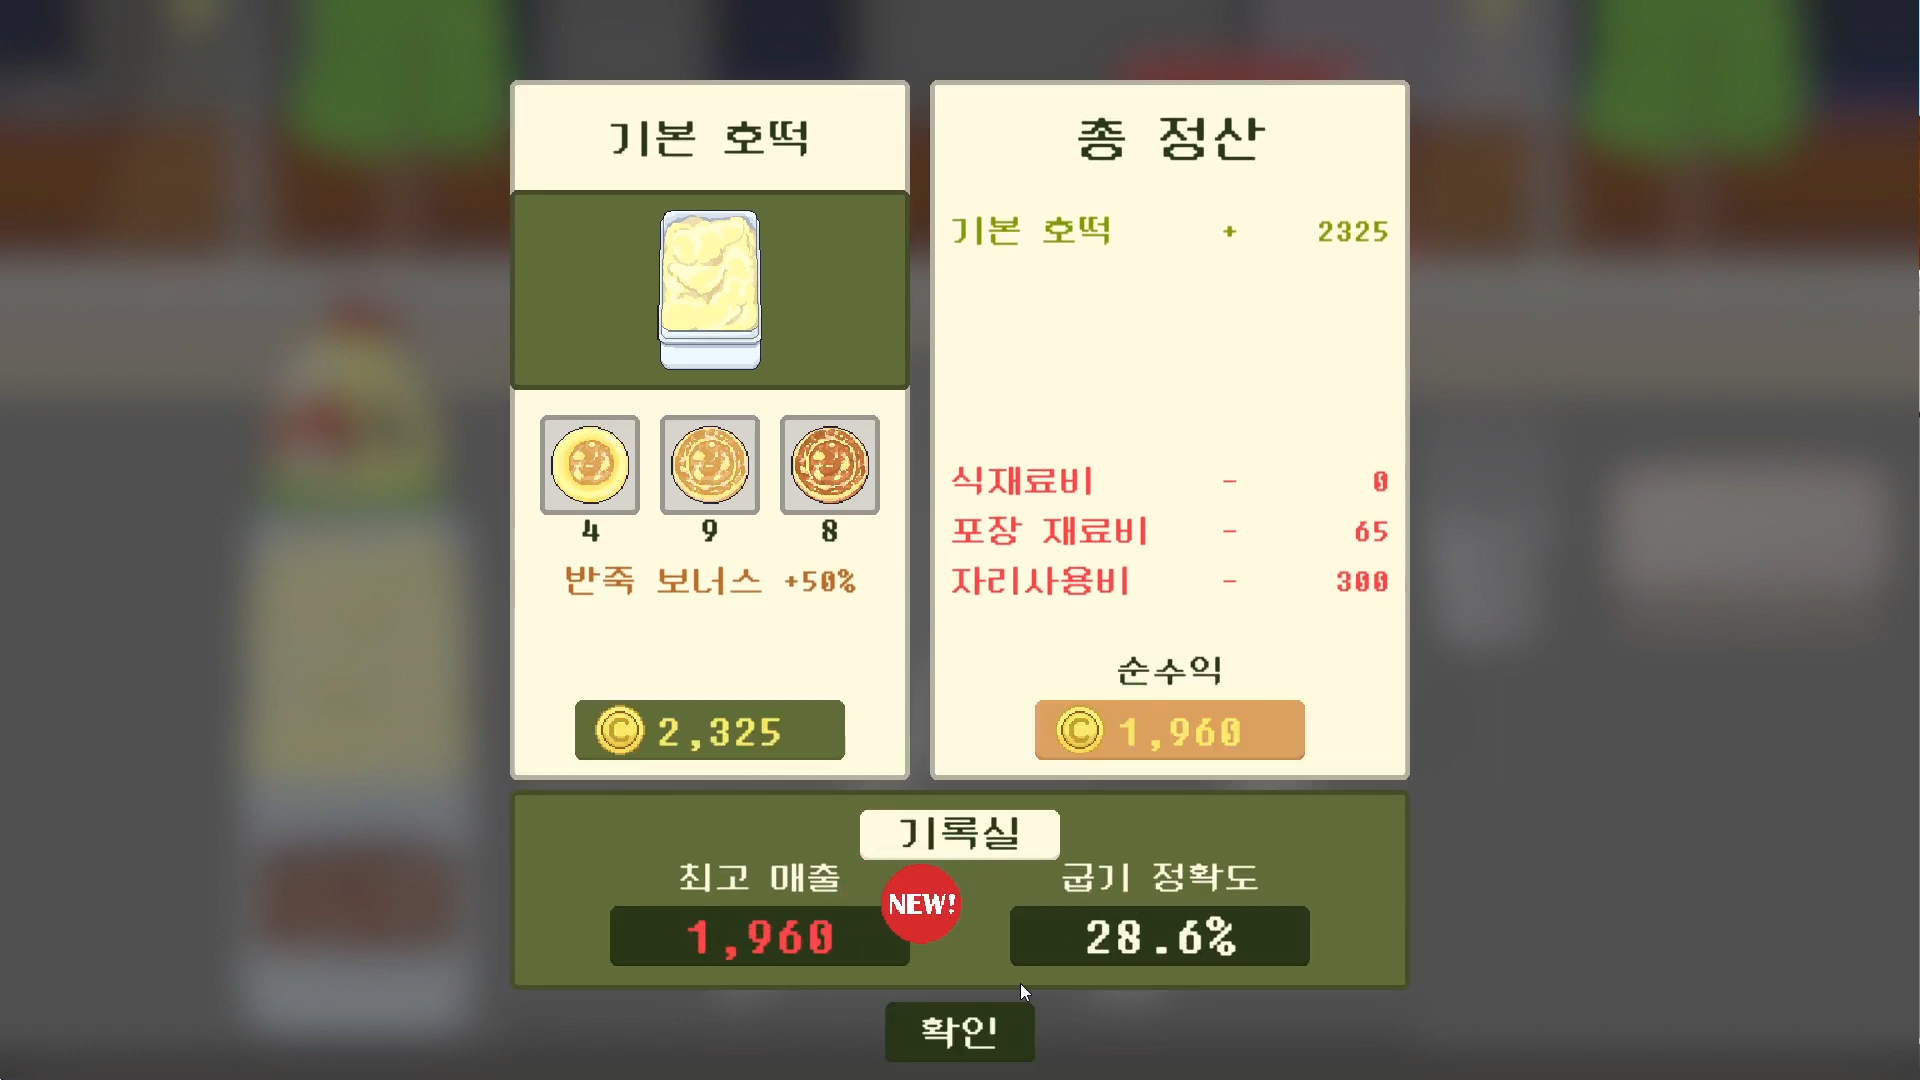 기본 호떡
4 9 8
반죽 보너스 +50%
C 2,325
총 정산
기본 호떡 + 2325
식재료비 - 0
포장 재료비 - 65
자리사용비 - 300
순수익
C 1,960
기록실
최고 매출
NEW!
1,960
굽기 정확도
28.6%
확인